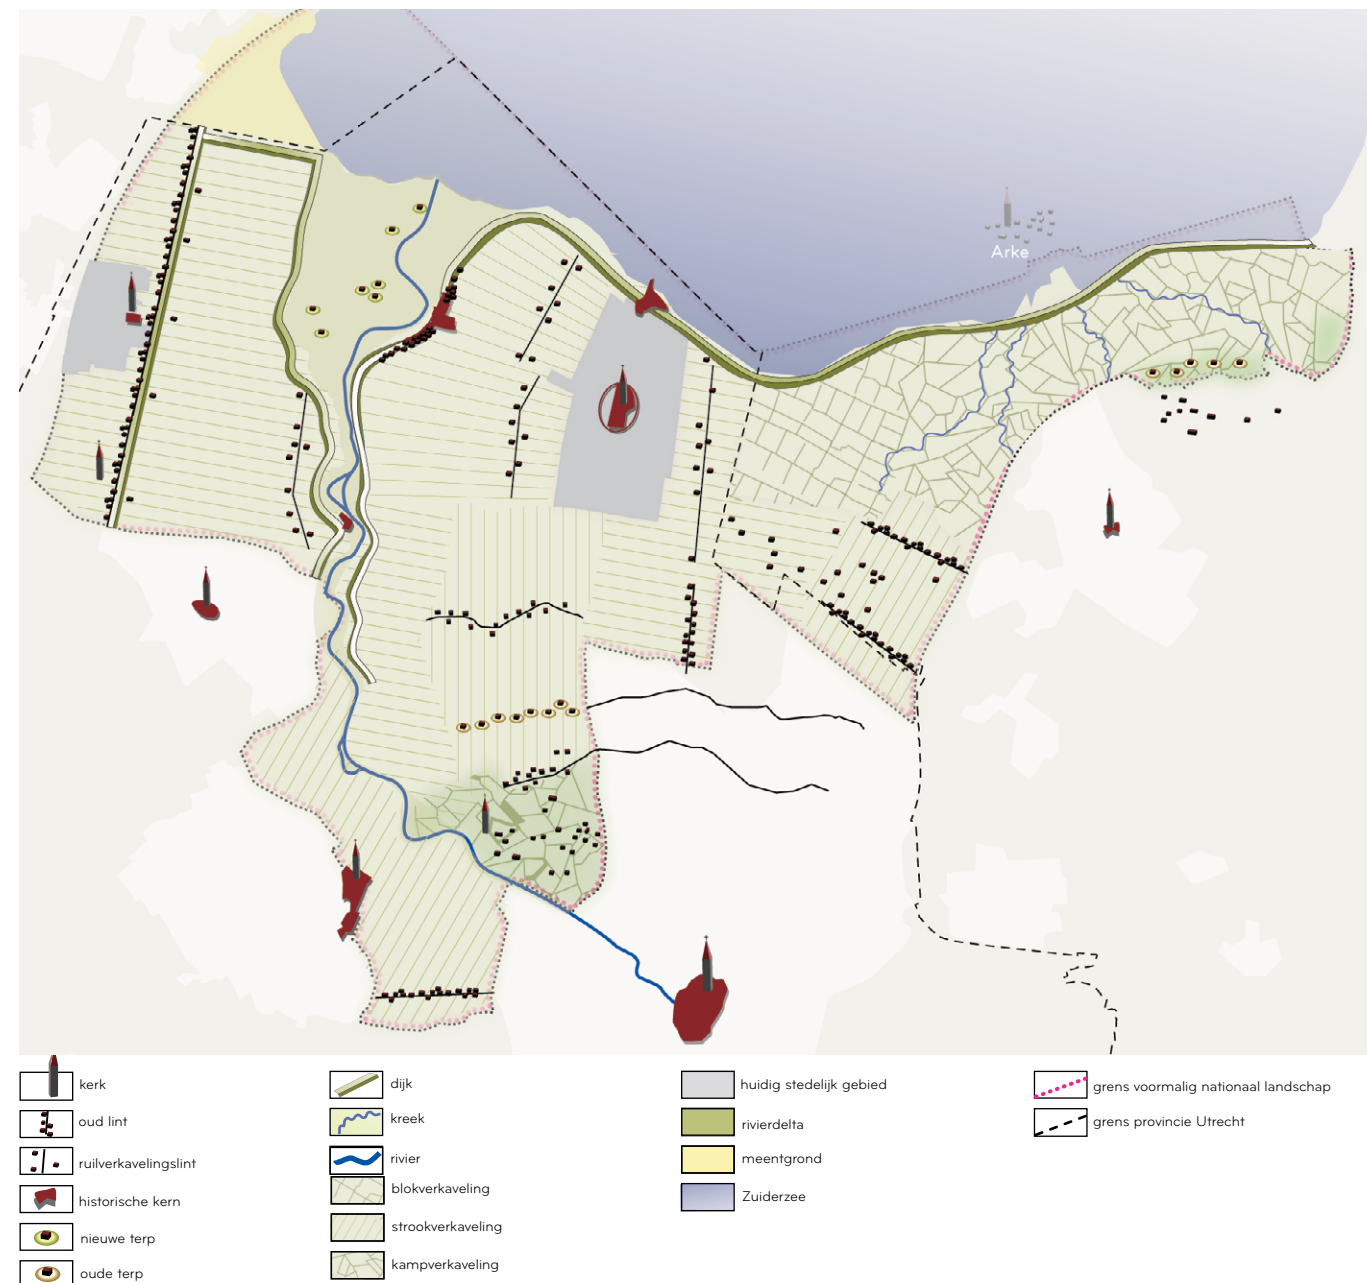 Arke
kerk
oud lint
ruilverkavelingslint
historische kern
nieuwe terp
oude terp
dijk
kreek
rivier
blokverkaveling
strookverkaveling
kampverkaveling
huidig stedelijk gebied
rivierdelta
meentgrond
Zuiderzee
grens voormalig nationaal landschap
grens provincie Utrecht